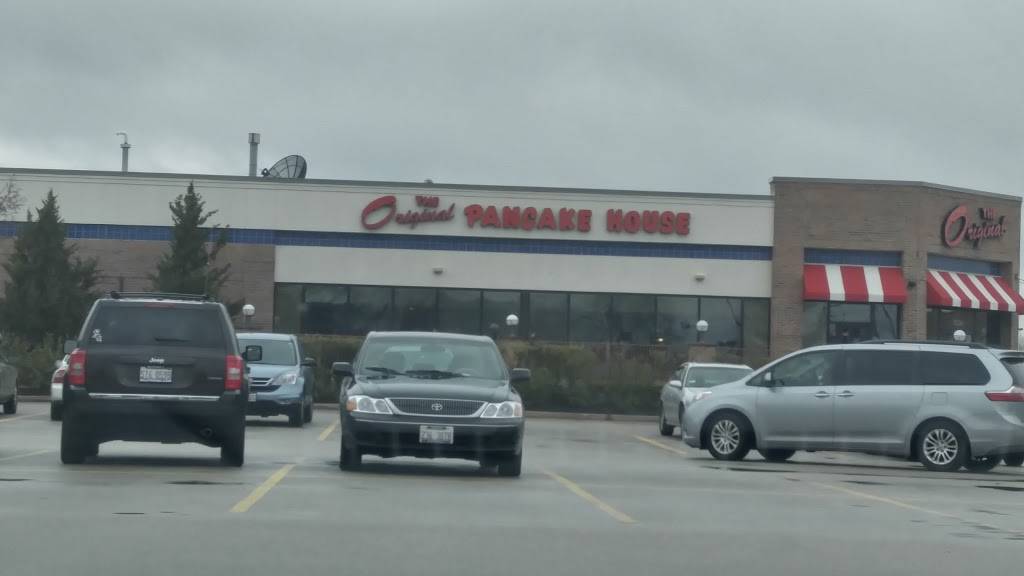 THE
Original PANCAKE HOUSE
THE
Original
Jeep